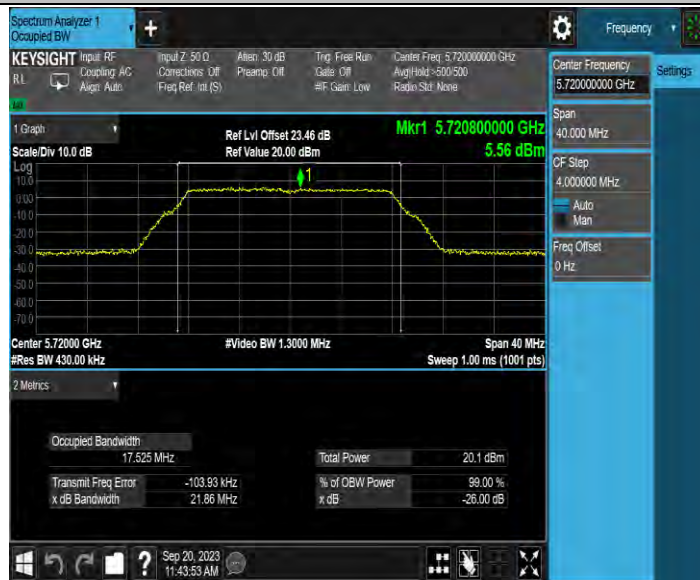 Spectrum Analyzer 1
Occupied BW
+
Frequency
KEYSIGHT
RL
Input: RF
Coupling: AC
Align: Auto
Input Z: 50 Ω
Corrections: Off
Freq Ref: Int (S)
Atten: 30 dB
Preamp: Off
Trig: Free Run
Gate: Off
#IF Gain: Low
Center Freq: 5.720000000 GHz
Avg|Hold:>500/500
Radio Std: None
Center Frequency
5.720000000 GHz
Settings
Span
40.000 MHz
CF Step
4.000000 MHz
Auto
Man
Freq Offset
0 Hz
1 Graph
Scale/Div 10.0 dB
Ref Lvl Offset 23.46 dB
Ref Value 20.00 dBm
Mkr1 5.720800000 GHz
5.56 dBm
Log
10.0
0.00
-10.0
-20.0
-30.0
-40.0
-50.0
-60.0
-70.0
1
Center 5.72000 GHz
#Res BW 430.00 kHz
#Video BW 1.3000 MHz
Span 40 MHz
Sweep 1.00 ms (1001 pts)
2 Metrics
Occupied Bandwidth
17.525 MHz
Total Power 20.1 dBm
Transmit Freq Error -103.93 kHz
% of OBW Power 99.00 %
x dB Bandwidth 21.86 MHz
x dB -26.00 dB
?
Sep 20, 2023
11:43:53 AM